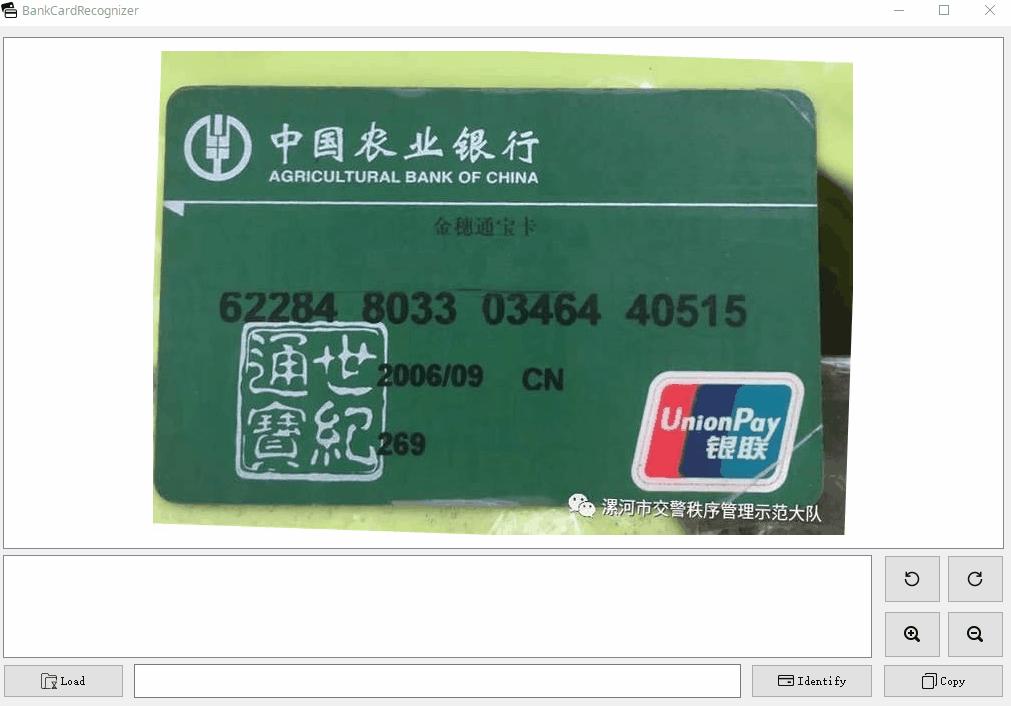 BankCardRecognizer
中国农业银行
AGRICULTURAL BANK OF CHINA
金穗通宝卡
62284 8033 03464 40515
世纪通寶
2006/09 CN
269
UnionPay
银联
漯河市交警秩序管理示范大队
Load
Identify
Copy